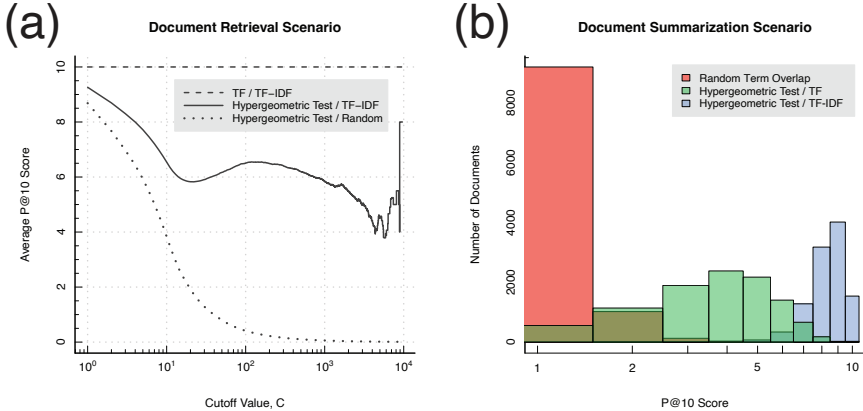 (a)
Document Retrieval Scenario
Average P@10 Score
10
8
6
4
2
0
TF / TF−IDF
Hypergeometric Test / TF−IDF
Hypergeometric Test / Random
10^0 10^1 10^2 10^3 10^4
Cutoff Value, C
(b)
Document Summarization Scenario
Number of Documents
8000
6000
4000
2000
0
Random Term Overlap
Hypergeometric Test / TF
Hypergeometric Test / TF-IDF
1 2 5 10
P@10 Score